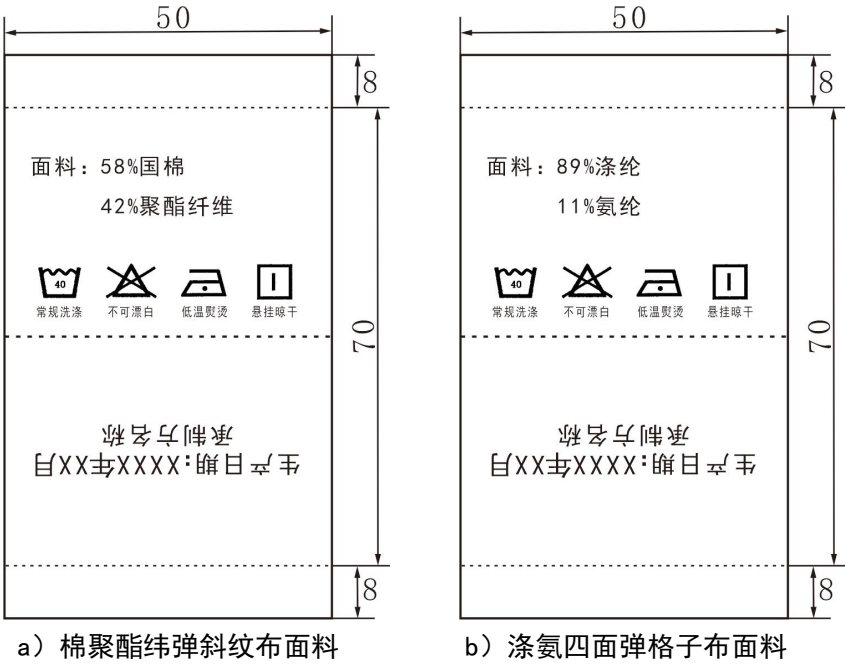 50
8
面料：58%国棉
42%聚酯纤维
40
常规洗涤 不可漂白 低温熨烫 悬挂晾干
70
承制方名称
生产日期：XXXX年XX月
8
a）棉聚酯纬弹斜纹布面料
50
8
面料：89%涤纶
11%氨纶
40
常规洗涤 不可漂白 低温熨烫 悬挂晾干
70
承制方名称
生产日期：XXXX年XX月
8
b）涤氨四面弹格子布面料